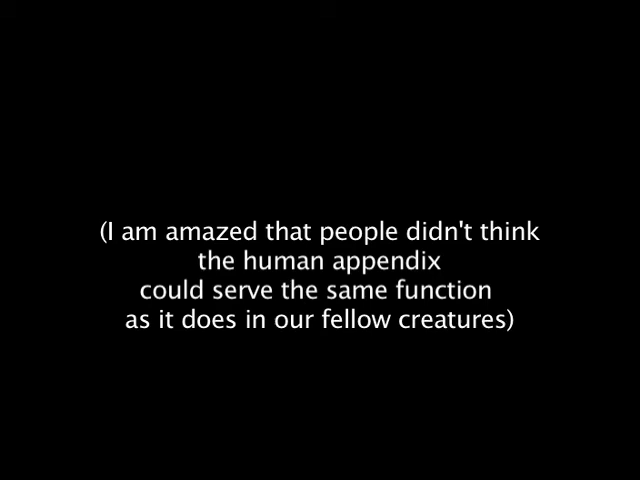 (I am amazed that people didn't think
the human appendix
could serve the same function
as it does in our fellow creatures)